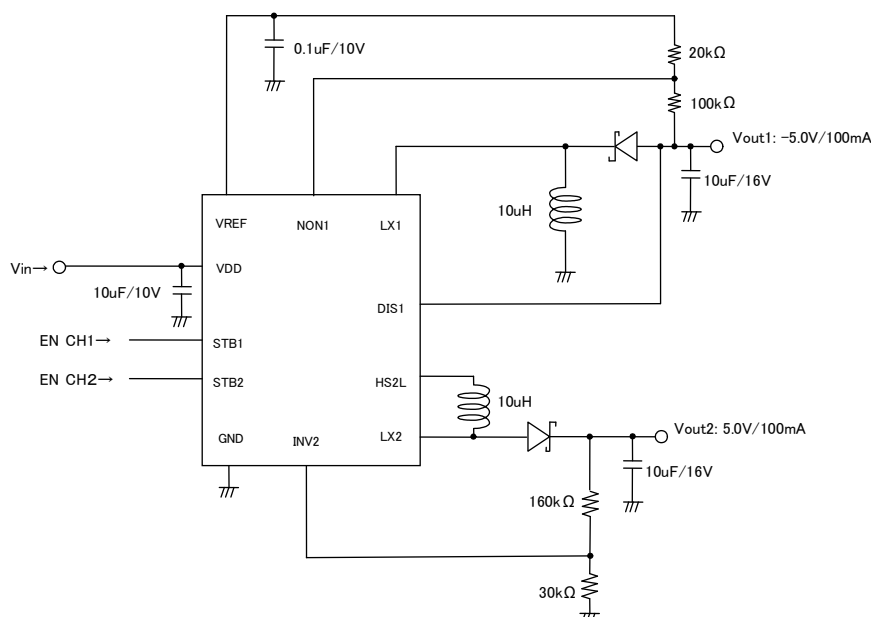 0.1uF/10V
20kΩ
100kΩ
Vout1: −5.0V/100mA
10uF/16V
10uH
VREF
NON1
LX1
Vin→
VDD
10uF/10V
DIS1
EN CH1→
STB1
EN CH2→
STB2
HS2L
10uH
GND
INV2
LX2
Vout2: 5.0V/100mA
10uF/16V
160kΩ
30kΩ